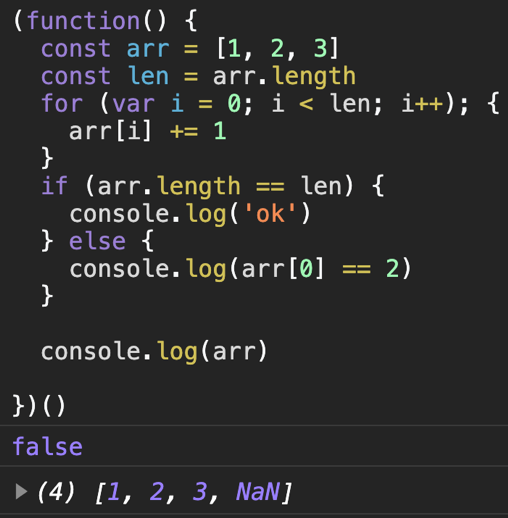 (function() {
  const arr = [1, 2, 3]
  const len = arr.length
  for (var i = 0; i < len; i++); {
    arr[i] += 1
  }
  if (arr.length == len) {
    console.log('ok')
  } else {
    console.log(arr[0] == 2)
  }

  console.log(arr)

})()
false
▶ (4) [1, 2, 3, NaN]